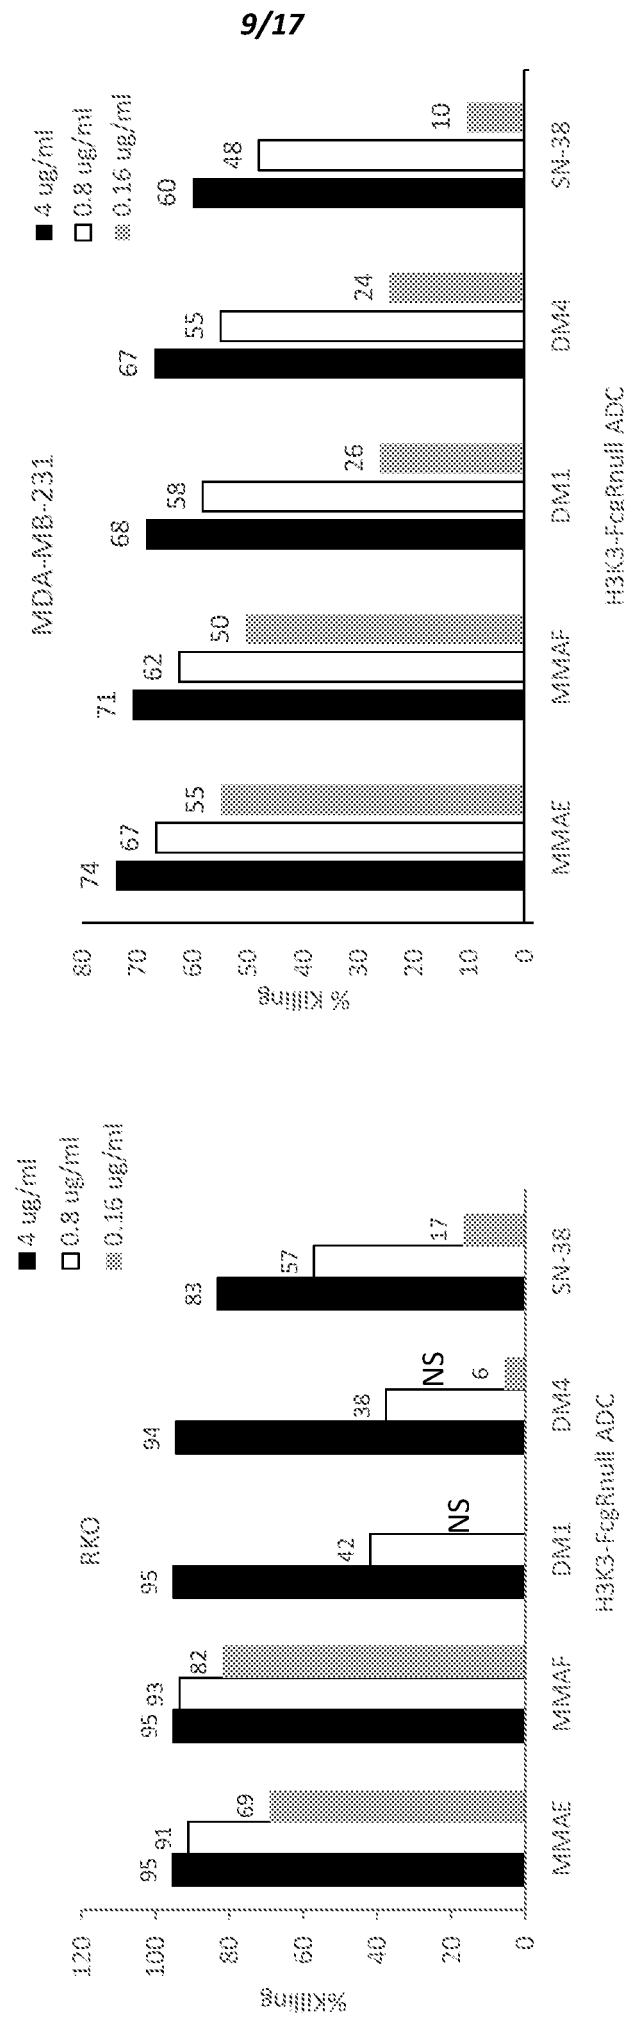 9/17
RKO
4 ug/ml
0.8 ug/ml
0.16 ug/ml
%Killing
120
100
80
60
40
20
0
95
91
69
95
93
82
95
42
NS
94
38
NS
6
83
57
17
MMAE
MMAF
DM1
DM4
SN-38
H3K3-FcgRnull ADC
MDA-MB-231
4 ug/ml
0.8 ug/ml
0.16 ug/ml
% Killing
80
70
60
50
40
30
20
10
0
74
67
55
71
62
50
68
58
26
67
55
24
60
48
10
MMAE
MMAF
DM1
DM4
SN-38
H3K3-FcgRnull ADC